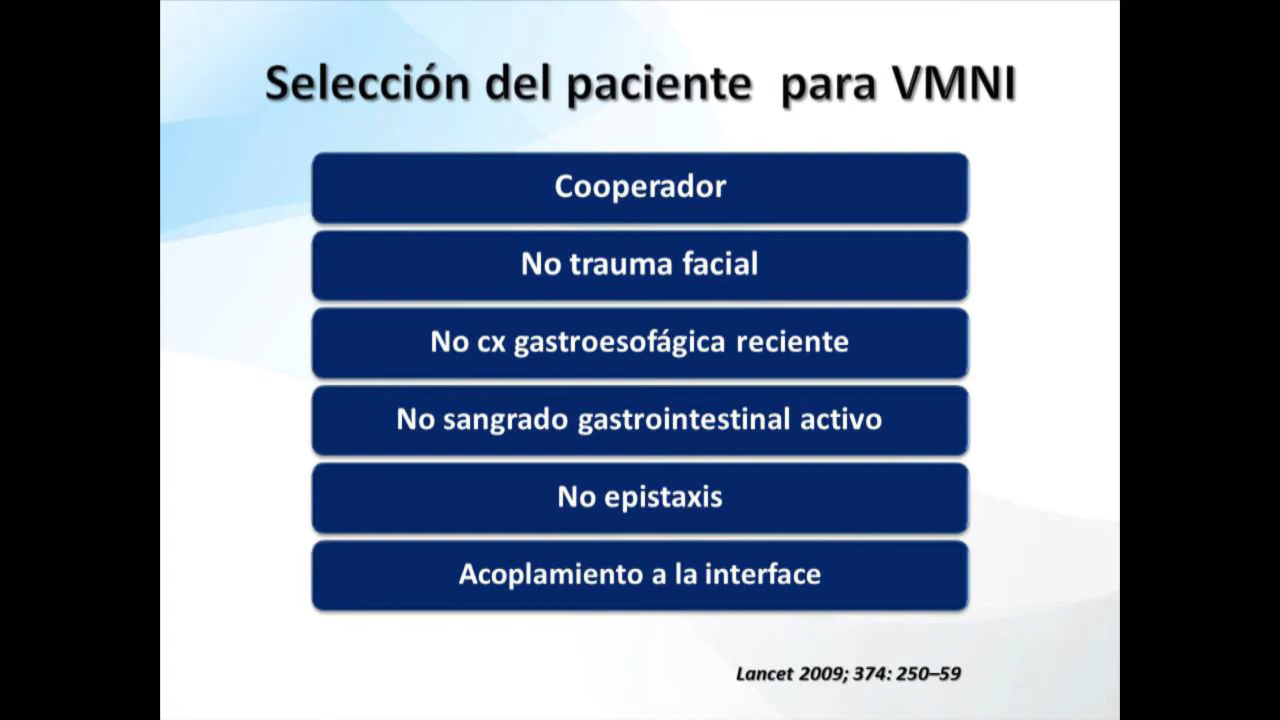 Selección del paciente para VMNI
Cooperador
No trauma facial
No cx gastroesofágica reciente
No sangrado gastrointestinal activo
No epistaxis
Acoplamiento a la interface
Lancet 2009; 374: 250–59